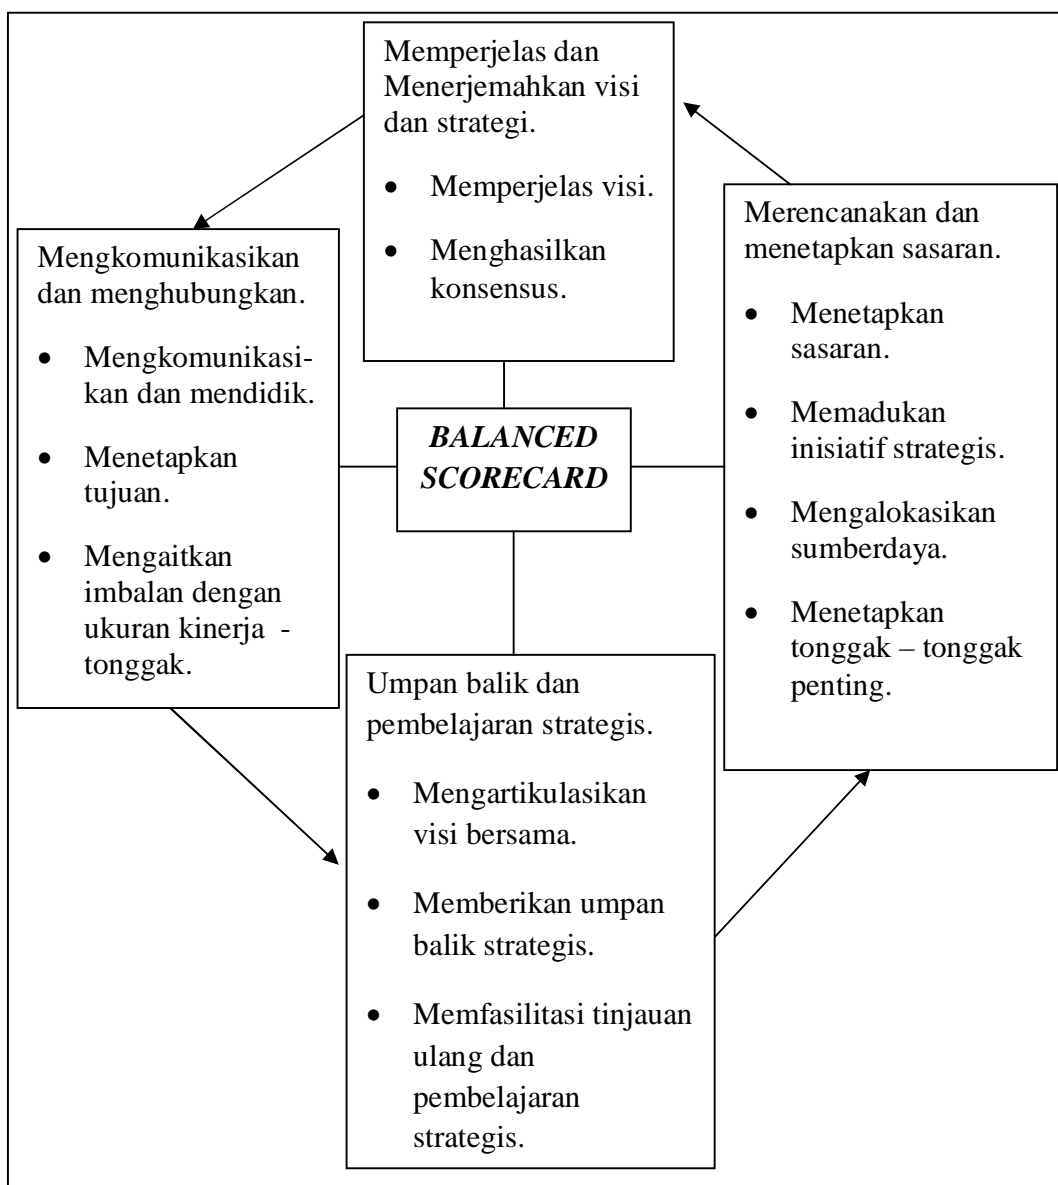 Memperjelas dan
Menerjemahkan visi
dan strategi.
• Memperjelas visi.
• Menghasilkan
konsensus.
Mengkomunikasikan
dan menghubungkan.
• Mengkomunikasi-
kan dan mendidik.
• Menetapkan
tujuan.
• Mengaitkan
imbalan dengan
ukuran kinerja -
tonggak.
BALANCED
SCORECARD
Merencanakan dan
menetapkan sasaran.
• Menetapkan
sasaran.
• Memadukan
inisiatif strategis.
• Mengalokasikan
sumberdaya.
• Menetapkan
tonggak – tonggak
penting.
Umpan balik dan
pembelajaran strategis.
• Mengartikulasikan
visi bersama.
• Memberikan umpan
balik strategis.
• Memfasilitasi tinjauan
ulang dan
pembelajaran
strategis.